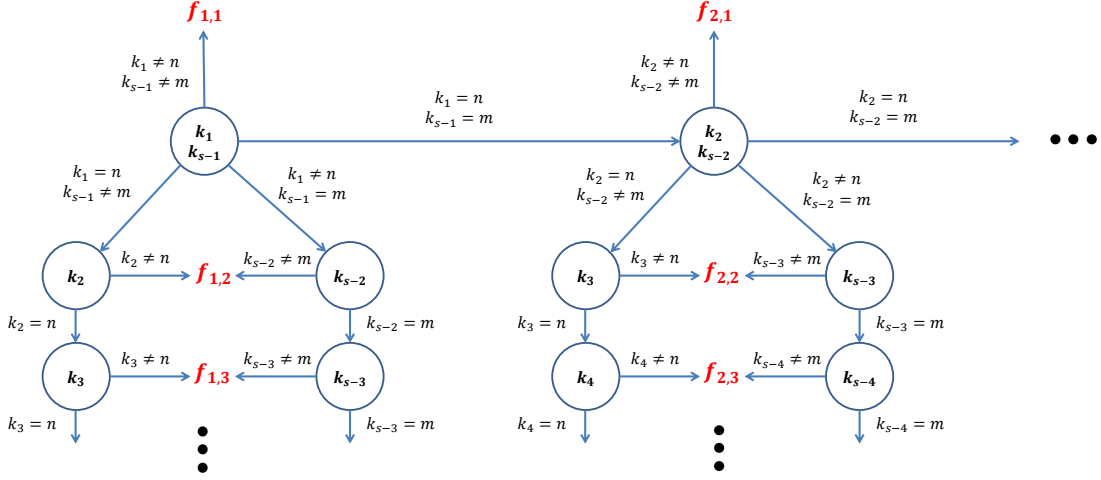 f₁,₁
f₂,₁
k₁ ≠ n
kₛ₋₁ ≠ m
k₂ ≠ n
kₛ₋₂ ≠ m
k₁ = n
kₛ₋₁ = m
k₂ = n
kₛ₋₂ = m
k₁
kₛ₋₁
k₂
kₛ₋₂
•••
k₁ = n
kₛ₋₁ ≠ m
k₁ ≠ n
kₛ₋₁ = m
k₂ = n
kₛ₋₂ ≠ m
k₂ ≠ n
kₛ₋₂ = m
k₂
k₂ ≠ n
f₁,₂
kₛ₋₂ ≠ m
kₛ₋₂
k₃
k₃ ≠ n
f₂,₂
kₛ₋₃ ≠ m
kₛ₋₃
k₂ = n
kₛ₋₂ = m
k₃ = n
kₛ₋₃ = m
k₃
k₃ ≠ n
f₁,₃
kₛ₋₃ ≠ m
kₛ₋₃
k₄
k₄ ≠ n
f₂,₃
kₛ₋₄ ≠ m
kₛ₋₄
k₃ = n
kₛ₋₃ = m
k₄ = n
kₛ₋₄ = m